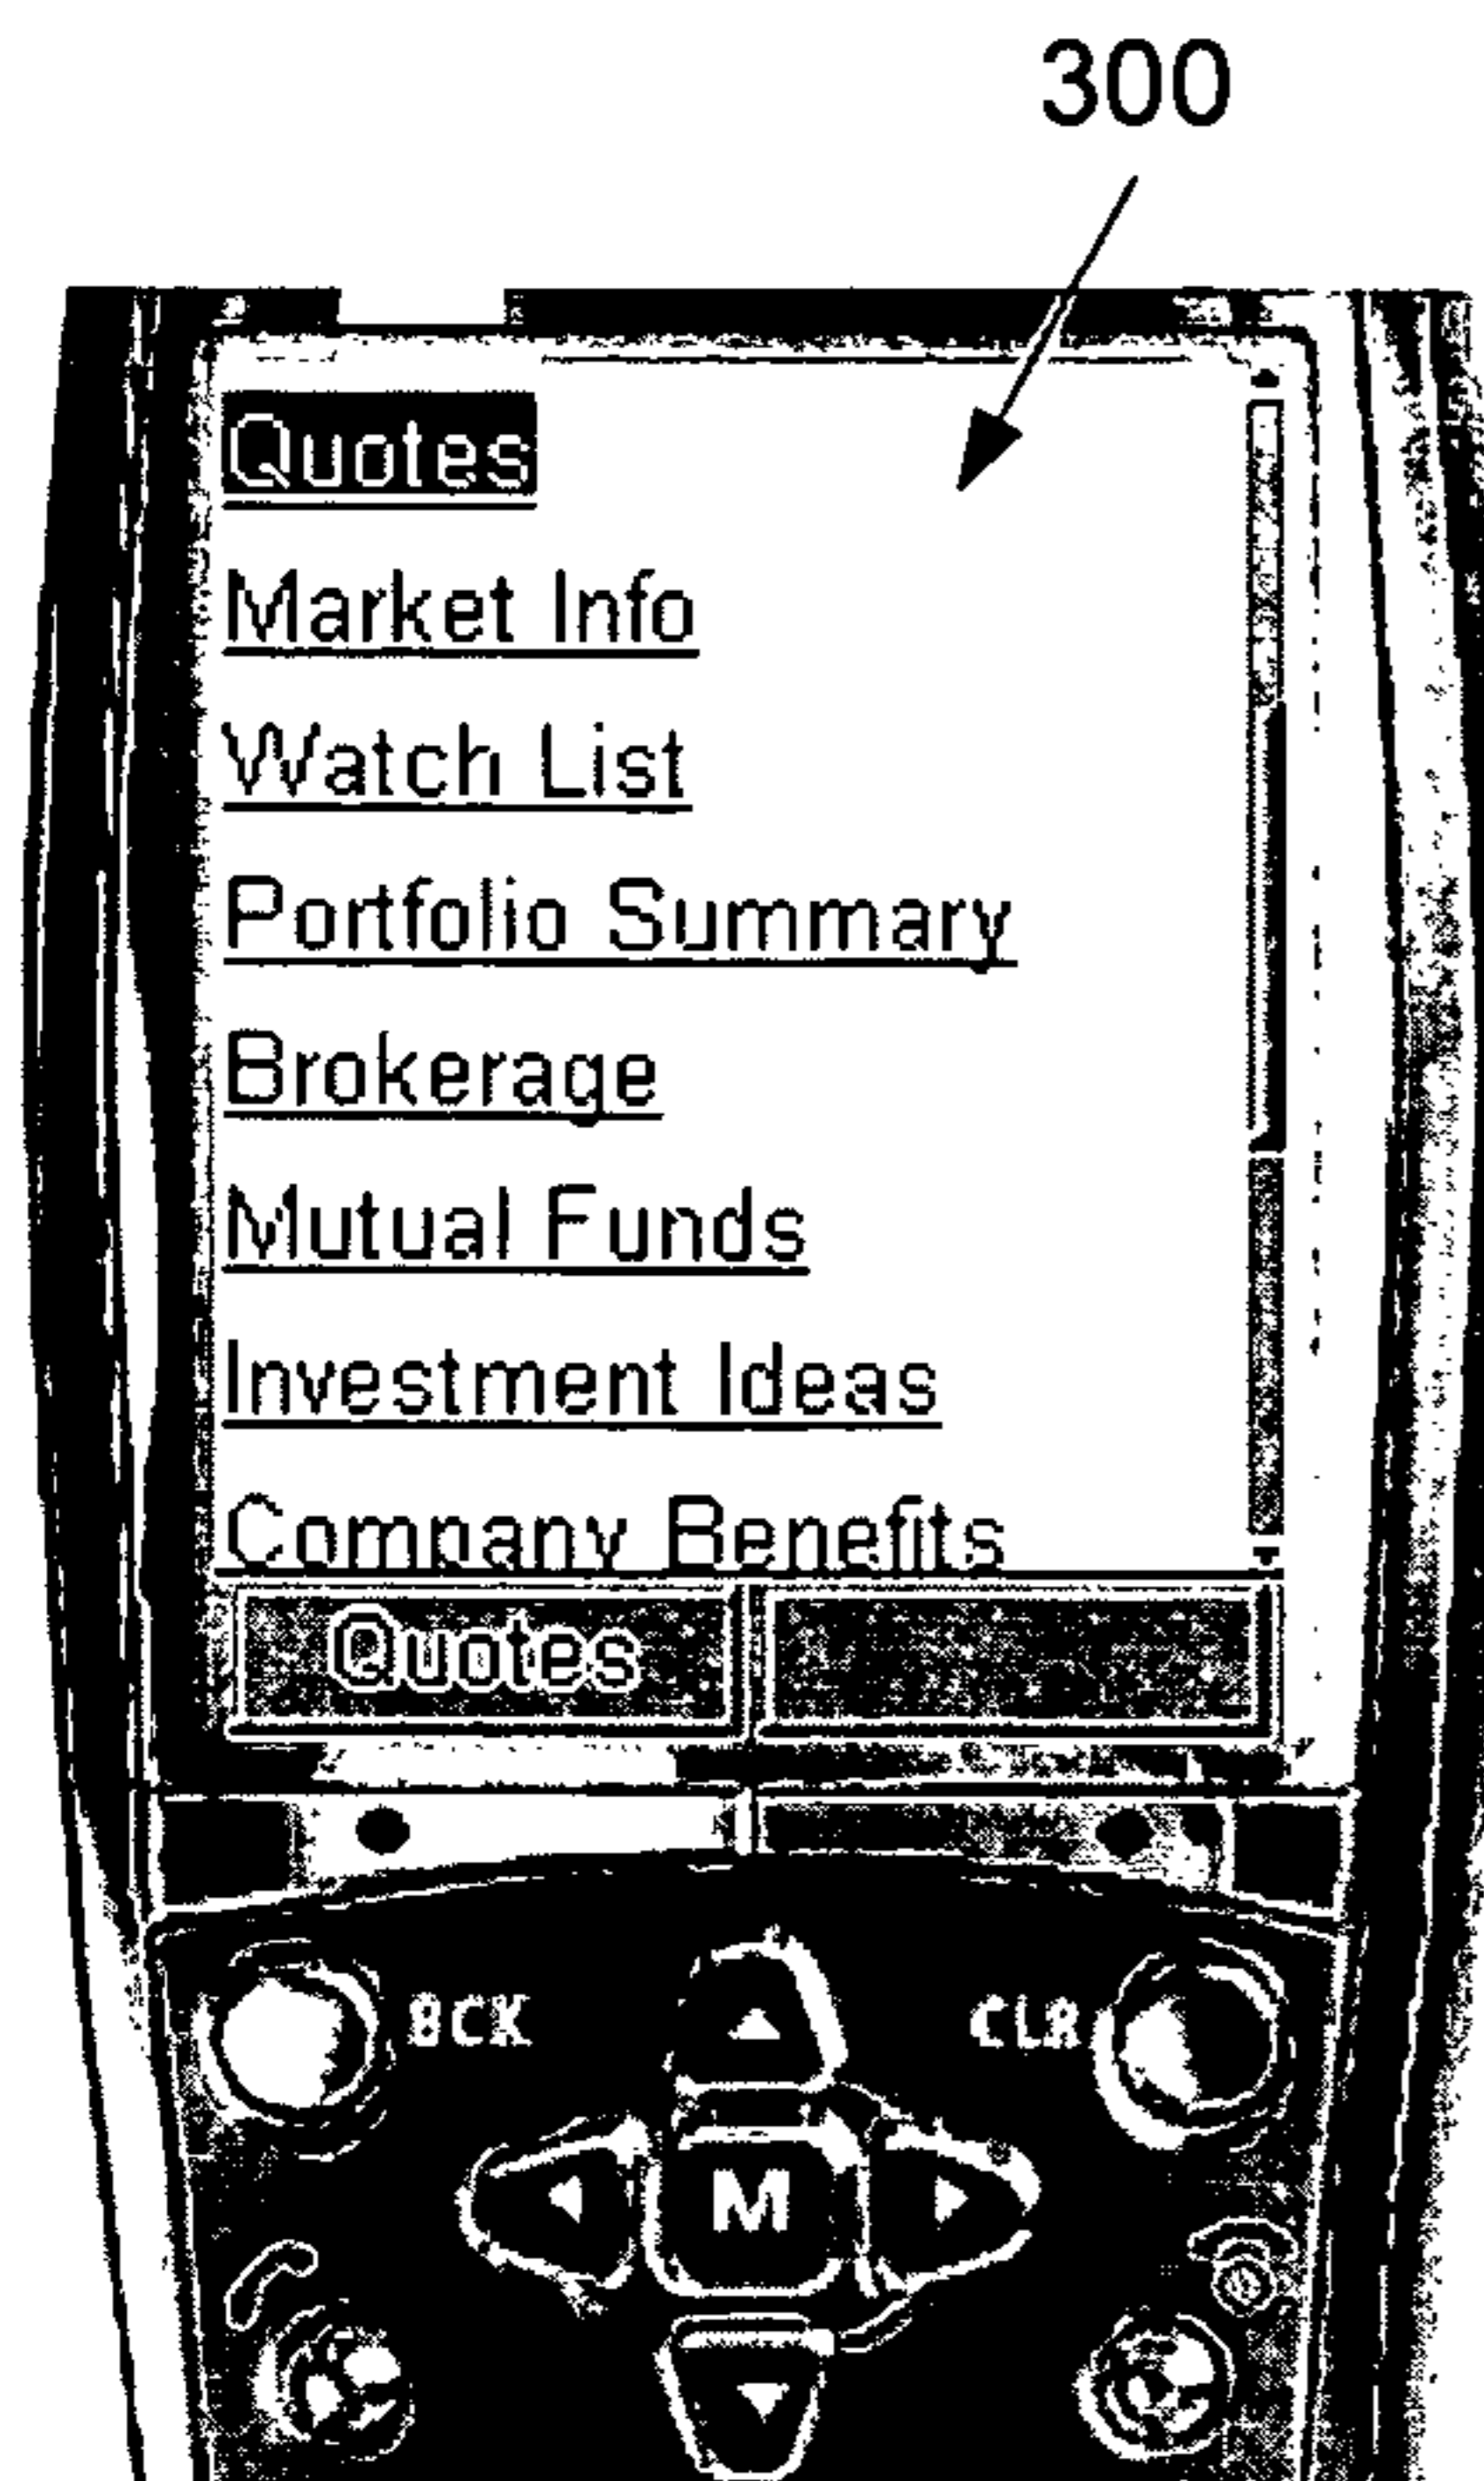 300
Quotes
Market Info
Watch List
Portfolio Summary
Brokerage
Mutual Funds
Investment Ideas
Company Benefits
Quotes
BCK CLR
M